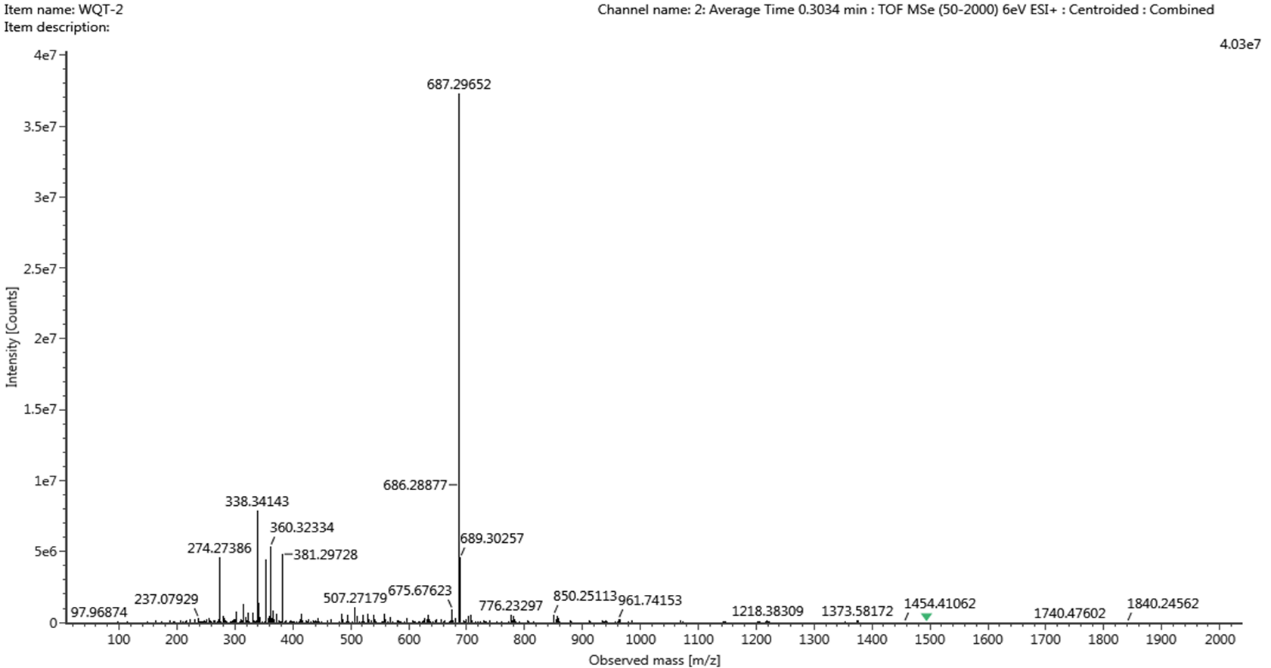 Item name: WQT-2
Channel name: 2: Average Time 0.3034 min : TOF MSe (50-2000) 6eV ESI+ : Centroided : Combined
Item description:
4.03e7
4e7
687.29652
3.5e7
3e7
2.5e7
2e7
1.5e7
1e7
5e6
0
Intensity [Counts]
686.28877
338.34143
360.32334
689.30257
274.27386
381.29728
675.67623
507.27179
237.07929
850.25113
961.74153
776.23297
97.96874
1218.38309
1373.58172
1454.41062
1740.47602
1840.24562
100 200 300 400 500 600 700 800 900 1000 1100 1200 1300 1400 1500 1600 1700 1800 1900 2000
Observed mass [m/z]